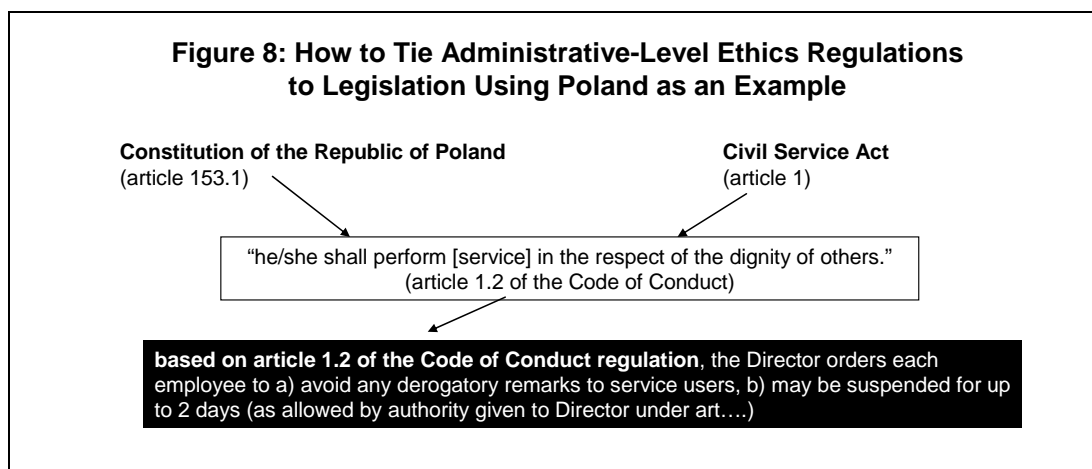 Figure 8: How to Tie Administrative-Level Ethics Regulations
to Legislation Using Poland as an Example
Constitution of the Republic of Poland
(article 153.1)
Civil Service Act
(article 1)
“he/she shall perform [service] in the respect of the dignity of others.”
(article 1.2 of the Code of Conduct)
based on article 1.2 of the Code of Conduct regulation, the Director orders each
employee to a) avoid any derogatory remarks to service users, b) may be suspended for up
to 2 days (as allowed by authority given to Director under art….)